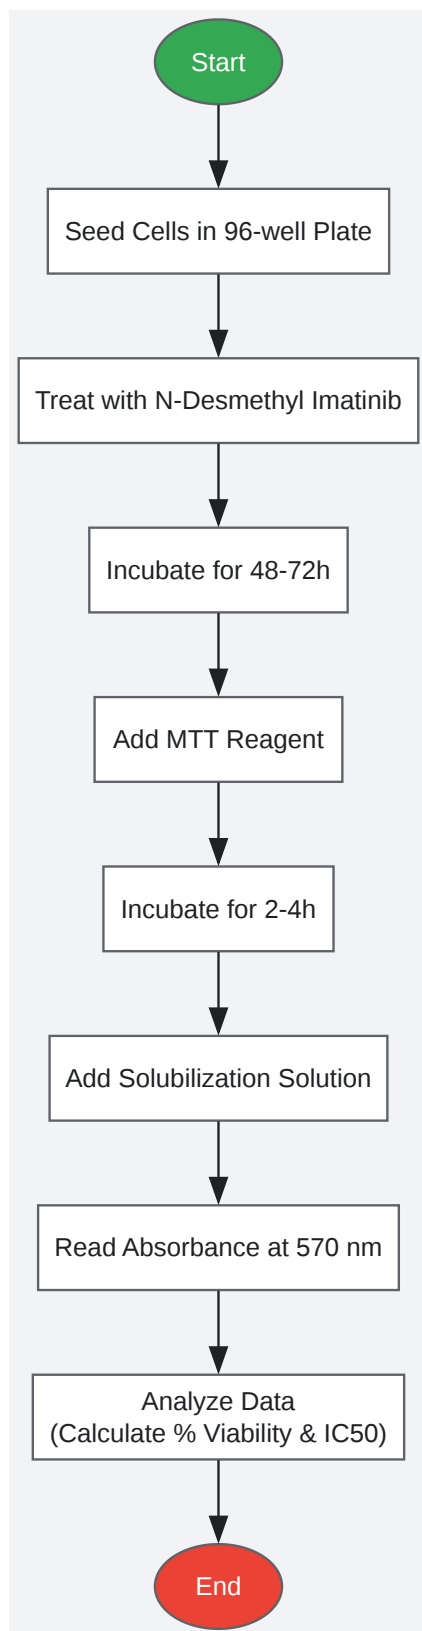 Start
Seed Cells in 96-well Plate
Treat with N-Desmethyl Imatinib
Incubate for 48-72h
Add MTT Reagent
Incubate for 2-4h
Add Solubilization Solution
Read Absorbance at 570 nm
Analyze Data
(Calculate % Viability & IC50)
End